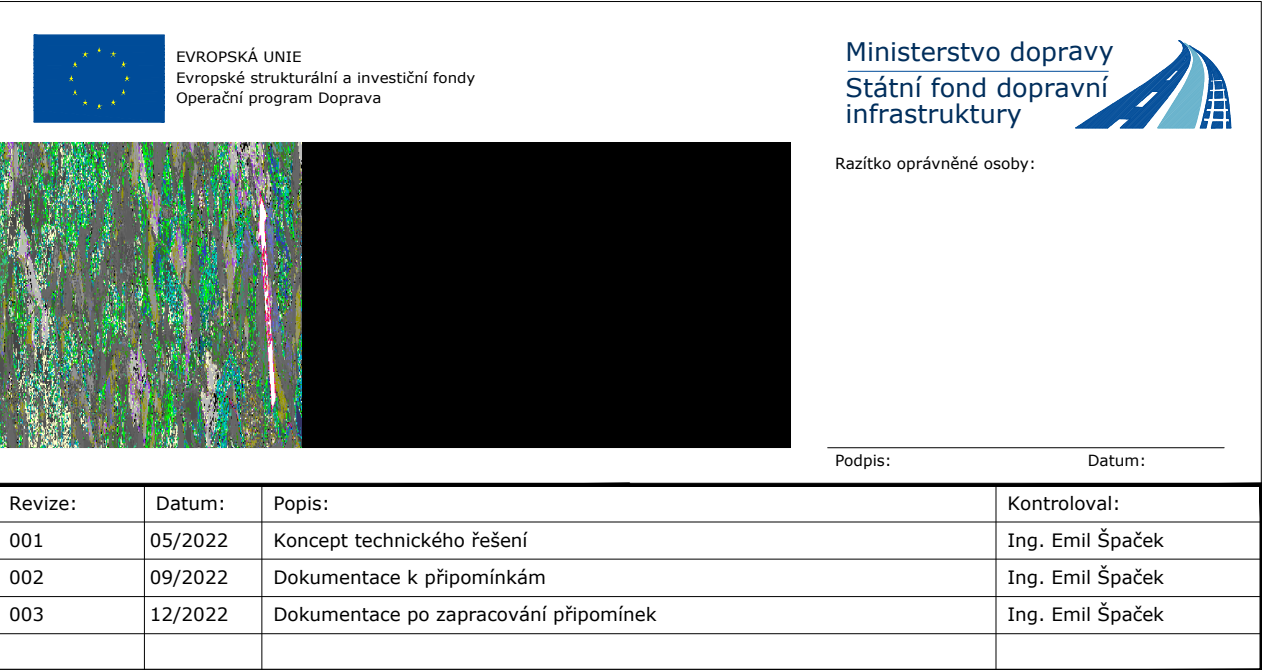 EVROPSKÁ UNIE
Evropské strukturální a investiční fondy
Operační program Doprava
Ministerstvo dopravy
Státní fond dopravní
infrastruktury
Razítko oprávněné osoby:
Podpis: Datum:
Revize: Datum: Popis: Kontroloval:
001 05/2022 Koncept technického řešení Ing. Emil Špaček
002 09/2022 Dokumentace k připomínkám Ing. Emil Špaček
003 12/2022 Dokumentace po zapracování připomínek Ing. Emil Špaček